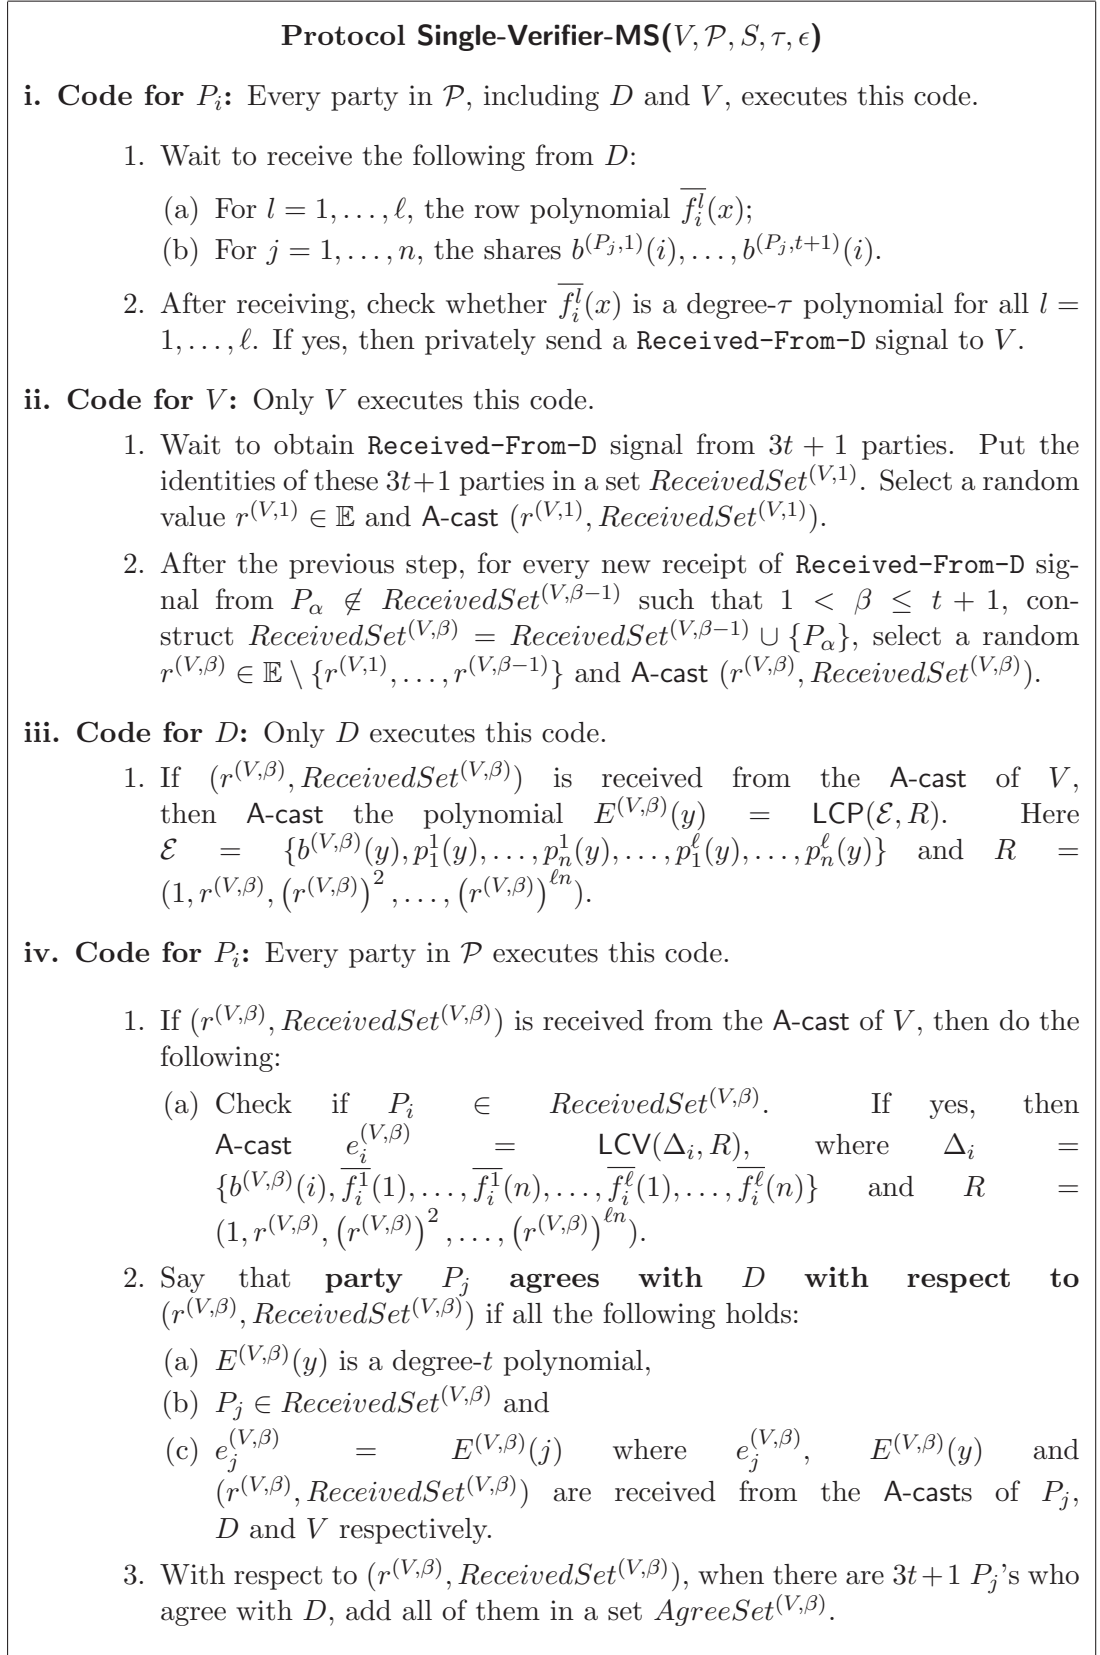 Protocol Single-Verifier-MS(V, 𝒫, S, τ, ϵ)
i. Code for P_i: Every party in 𝒫, including D and V, executes this code.
1. Wait to receive the following from D:
(a) For l = 1, . . . , ℓ, the row polynomial \overline{f_i^l}(x);
(b) For j = 1, . . . , n, the shares b^{(P_j,1)}(i), . . . , b^{(P_j,t+1)}(i).
2. After receiving, check whether \overline{f_i^l}(x) is a degree-τ polynomial for all l =
1, . . . , ℓ. If yes, then privately send a Received-From-D signal to V.
ii. Code for V: Only V executes this code.
1. Wait to obtain Received-From-D signal from 3t + 1 parties. Put the
identities of these 3t+1 parties in a set ReceivedSet^{(V,1)}. Select a random
value r^{(V,1)} ∈ 𝔼 and A-cast (r^{(V,1)}, ReceivedSet^{(V,1)}).
2. After the previous step, for every new receipt of Received-From-D sig-
nal from P_α ∉ ReceivedSet^{(V,β−1)} such that 1 < β ≤ t + 1, con-
struct ReceivedSet^{(V,β)} = ReceivedSet^{(V,β−1)} ∪ {P_α}, select a random
r^{(V,β)} ∈ 𝔼 \ {r^{(V,1)}, . . . , r^{(V,β−1)}} and A-cast (r^{(V,β)}, ReceivedSet^{(V,β)}).
iii. Code for D: Only D executes this code.
1. If (r^{(V,β)}, ReceivedSet^{(V,β)}) is received from the A-cast of V,
then A-cast the polynomial E^{(V,β)}(y) = LCP(ℰ, R). Here
ℰ = {b^{(V,β)}(y), p_1^1(y), . . . , p_n^1(y), . . . , p_1^ℓ(y), . . . , p_n^ℓ(y)} and R =
(1, r^{(V,β)}, (r^{(V,β)})^2, . . . , (r^{(V,β)})^{ℓn}).
iv. Code for P_i: Every party in 𝒫 executes this code.
1. If (r^{(V,β)}, ReceivedSet^{(V,β)}) is received from the A-cast of V, then do the
following:
(a) Check if P_i ∈ ReceivedSet^{(V,β)}. If yes, then
A-cast e_i^{(V,β)} = LCV(Δ_i, R), where Δ_i =
{b^{(V,β)}(i), \overline{f_i^1}(1), . . . , \overline{f_i^1}(n), . . . , \overline{f_i^ℓ}(1), . . . , \overline{f_i^ℓ}(n)} and R =
(1, r^{(V,β)}, (r^{(V,β)})^2, . . . , (r^{(V,β)})^{ℓn}).
2. Say that party P_j agrees with D with respect to
(r^{(V,β)}, ReceivedSet^{(V,β)}) if all the following holds:
(a) E^{(V,β)}(y) is a degree-t polynomial,
(b) P_j ∈ ReceivedSet^{(V,β)} and
(c) e_j^{(V,β)} = E^{(V,β)}(j) where e_j^{(V,β)}, E^{(V,β)}(y) and
(r^{(V,β)}, ReceivedSet^{(V,β)}) are received from the A-casts of P_j,
D and V respectively.
3. With respect to (r^{(V,β)}, ReceivedSet^{(V,β)}), when there are 3t+1 P_j's who
agree with D, add all of them in a set AgreeSet^{(V,β)}.